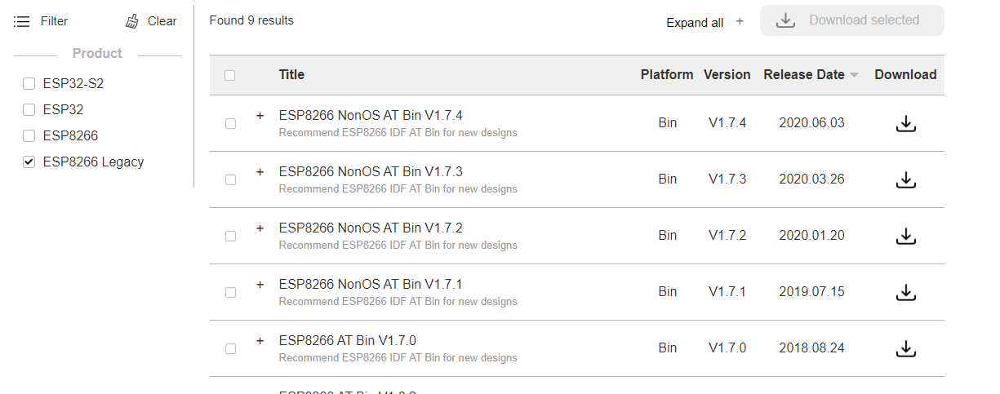 Filter
Clear
Product
ESP32-S2
ESP32
ESP8266
ESP8266 Legacy
Found 9 results
Expand all +
Download selected
Title Platform Version Release Date Download
+ ESP8266 NonOS AT Bin V1.7.4 Bin V1.7.4 2020.06.03
Recommend ESP8266 IDF AT Bin for new designs
+ ESP8266 NonOS AT Bin V1.7.3 Bin V1.7.3 2020.03.26
Recommend ESP8266 IDF AT Bin for new designs
+ ESP8266 NonOS AT Bin V1.7.2 Bin V1.7.2 2020.01.20
Recommend ESP8266 IDF AT Bin for new designs
+ ESP8266 NonOS AT Bin V1.7.1 Bin V1.7.1 2019.07.15
Recommend ESP8266 IDF AT Bin for new designs
+ ESP8266 AT Bin V1.7.0 Bin V1.7.0 2018.08.24
Recommend ESP8266 IDF AT Bin for new designs